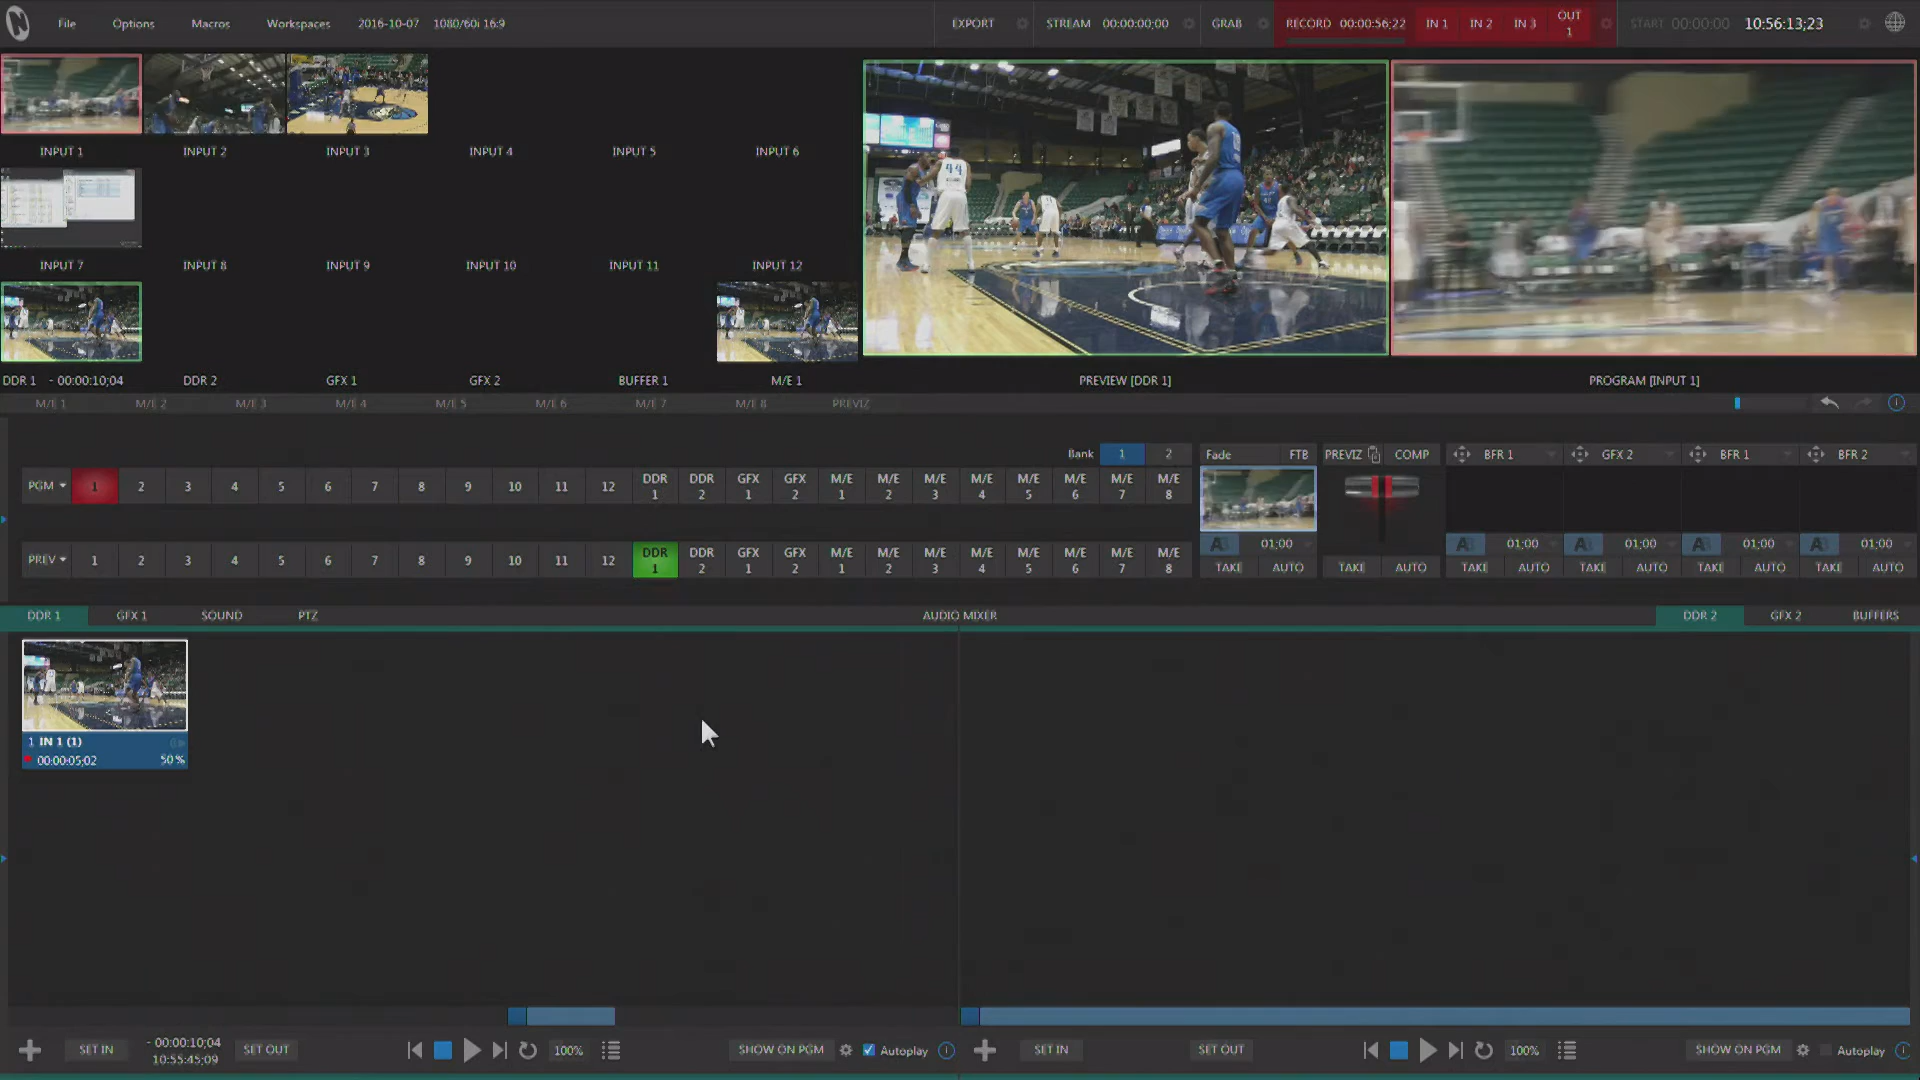 File Options Macros Workspaces 2016-10-07 1080/60i 16:9 EXPORT STREAM 00:00:00;00 GRAB RECORD 00:00:56;22 IN 1 IN 2 IN 3 OUT 1 START 00:00:00 10:56:13;23
INPUT 1 INPUT 2 INPUT 3 INPUT 4 INPUT 5 INPUT 6
INPUT 7 INPUT 8 INPUT 9 INPUT 10 INPUT 11 INPUT 12
DDR 1 - 00:00:10;04 DDR 2 GFX 1 GFX 2 BUFFER 1 M/E 1 PREVIEW [DDR 1] PROGRAM [INPUT 1]
44
M/E 1 M/E 2 M/E 3 M/E 4 M/E 5 M/E 6 M/E 7 M/E 8 PREVIZ
Bank 1 2 Fade FTB PREVIZ COMP BFR 1 GFX 2 BFR 1 BFR 2
PGM 1 2 3 4 5 6 7 8 9 10 11 12 DDR 1 DDR 2 GFX 1 GFX 2 M/E 1 M/E 2 M/E 3 M/E 4 M/E 5 M/E 6 M/E 7 M/E 8
01:00 01:00 01:00 01:00 01:00
PREV 1 2 3 4 5 6 7 8 9 10 11 12 DDR 1 DDR 2 GFX 1 GFX 2 M/E 1 M/E 2 M/E 3 M/E 4 M/E 5 M/E 6 M/E 7 M/E 8
TAKE AUTO TAKE AUTO TAKE AUTO TAKE AUTO TAKE AUTO TAKE AUTO
DDR 1 GFX 1 SOUND PTZ AUDIO MIXER DDR 2 GFX 2 BUFFERS
1 IN 1 (1)
00:00:05;02 50%
SET IN - 00:00:10;04 SET OUT 100% SHOW ON PGM Autoplay SET IN SET OUT 100% SHOW ON PGM Autoplay
10:55:45;09